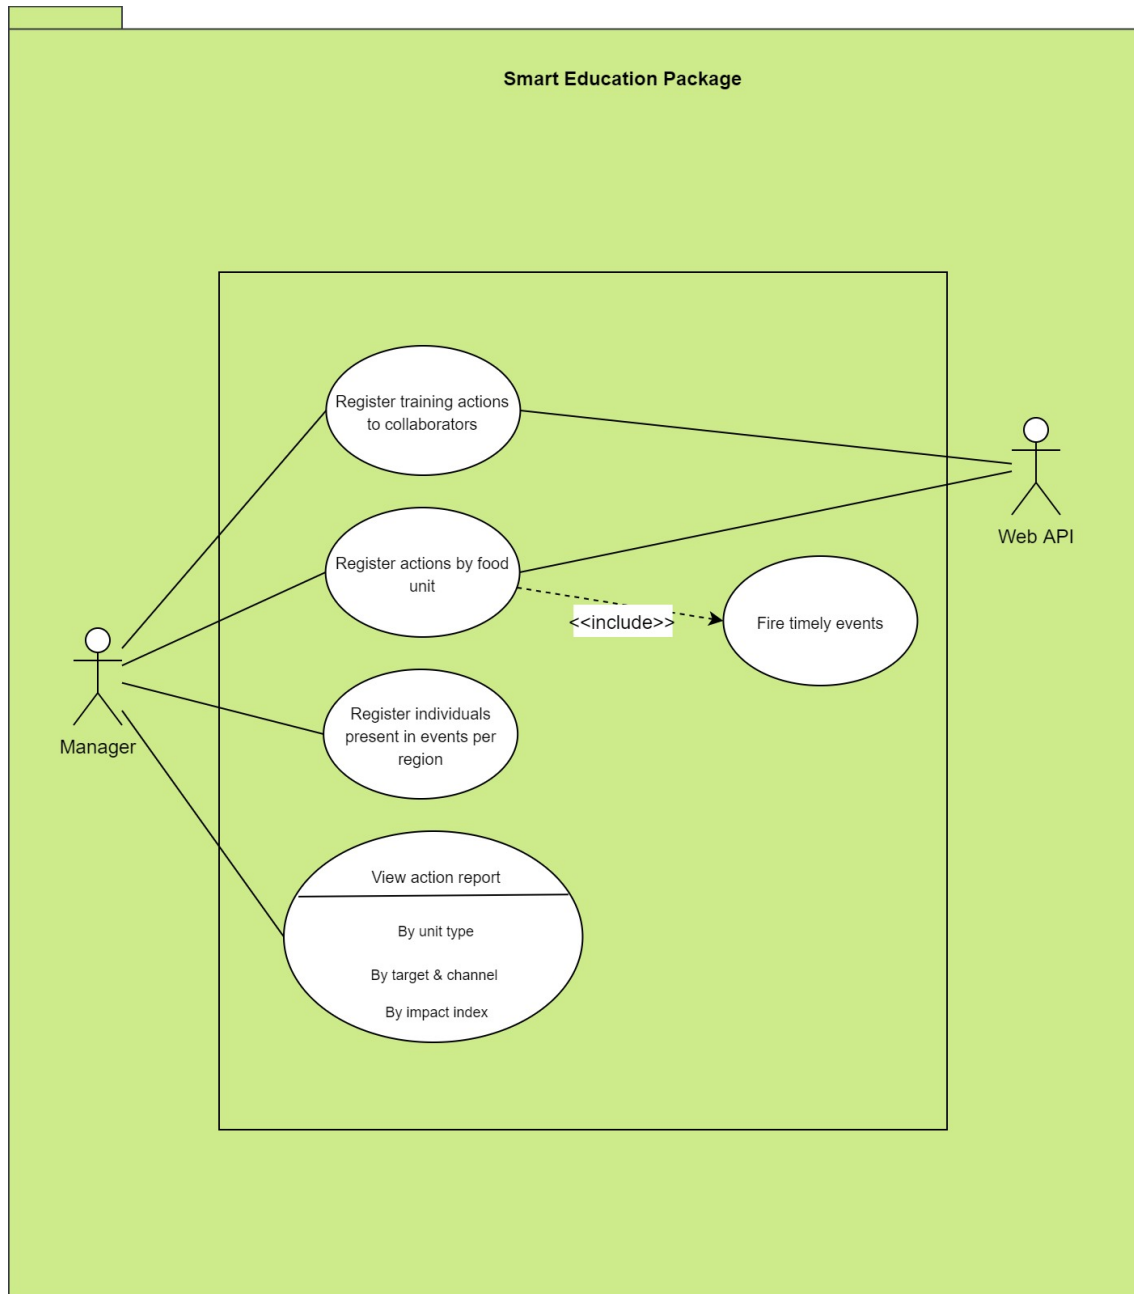 Smart Education Package
Register training actions
to collaborators
Web API
Register actions by food
unit
<<include>>
Fire timely events
Manager
Register individuals
present in events per
region
View action report
By unit type
By target & channel
By impact index